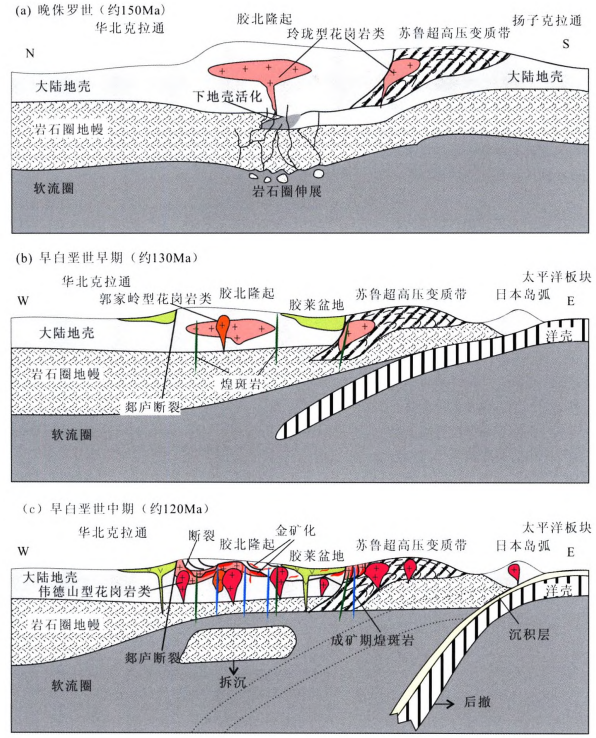 (a) 晚侏罗世（约150Ma）
华北克拉通
胶北隆起
扬子克拉通
玲珑型花岗岩类
苏鲁超高压变质带
N
S
大陆地壳
大陆地壳
下地壳活化
岩石圈地幔
软流圈
岩石圈伸展
(b) 早白垩世早期（约130Ma）
太平洋板块
华北克拉通
郭家岭型花岗岩类
胶北隆起
胶莱盆地
苏鲁超高压变质带
日本岛弧
W
E
大陆地壳
洋壳
岩石圈地幔
煌斑岩
郯庐断裂
软流圈
（c）早白垩世中期（约120Ma）
太平洋板块
华北克拉通
断裂
胶北隆起
金矿化
胶莱盆地
苏鲁超高压变质带
日本岛弧
W
E
大陆地壳
伟德山型花岗岩类
洋壳
岩石圈地幔
沉积层
郯庐断裂
成矿期煌斑岩
拆沉
软流圈
后撤